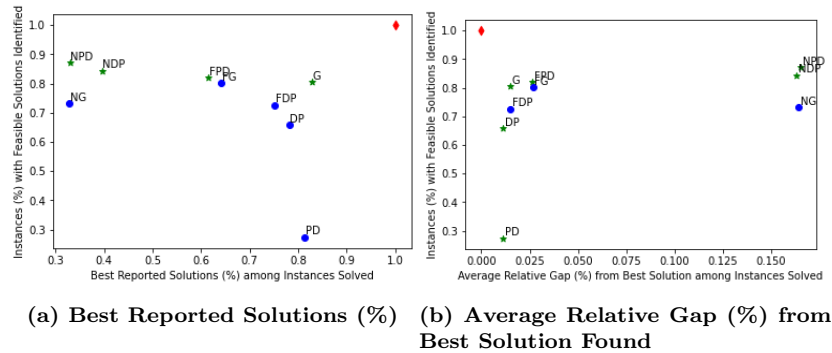 Instances (%) with Feasible Solutions Identified
1.0
0.9
0.8
0.7
0.6
0.5
0.4
0.3
NPD
NDP
NG
FPD
FG
G
FDP
DP
PD
0.3 0.4 0.5 0.6 0.7 0.8 0.9 1.0
Best Reported Solutions (%) among Instances Solved
(a) Best Reported Solutions (%)
Instances (%) with Feasible Solutions Identified
1.0
0.9
0.8
0.7
0.6
0.5
0.4
0.3
NPD
NDP
NG
FPD
G
G
FDP
DP
PD
0.000 0.025 0.050 0.075 0.100 0.125 0.150
Average Relative Gap (%) from Best Solution among Instances Solved
(b) Average Relative Gap (%) from
Best Solution Found